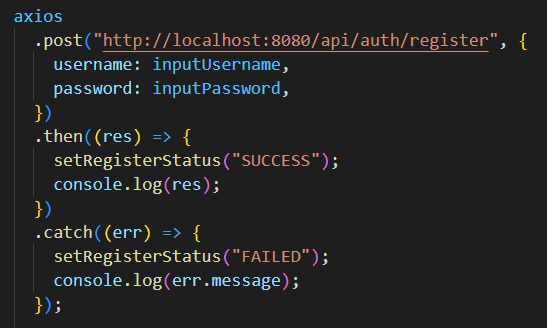 axios
.post("http://localhost:8080/api/auth/register", {
username: inputUsername,
password: inputPassword,
})
.then((res) => {
setRegisterStatus("SUCCESS");
console.log(res);
})
.catch((err) => {
setRegisterStatus("FAILED");
console.log(err.message);
});